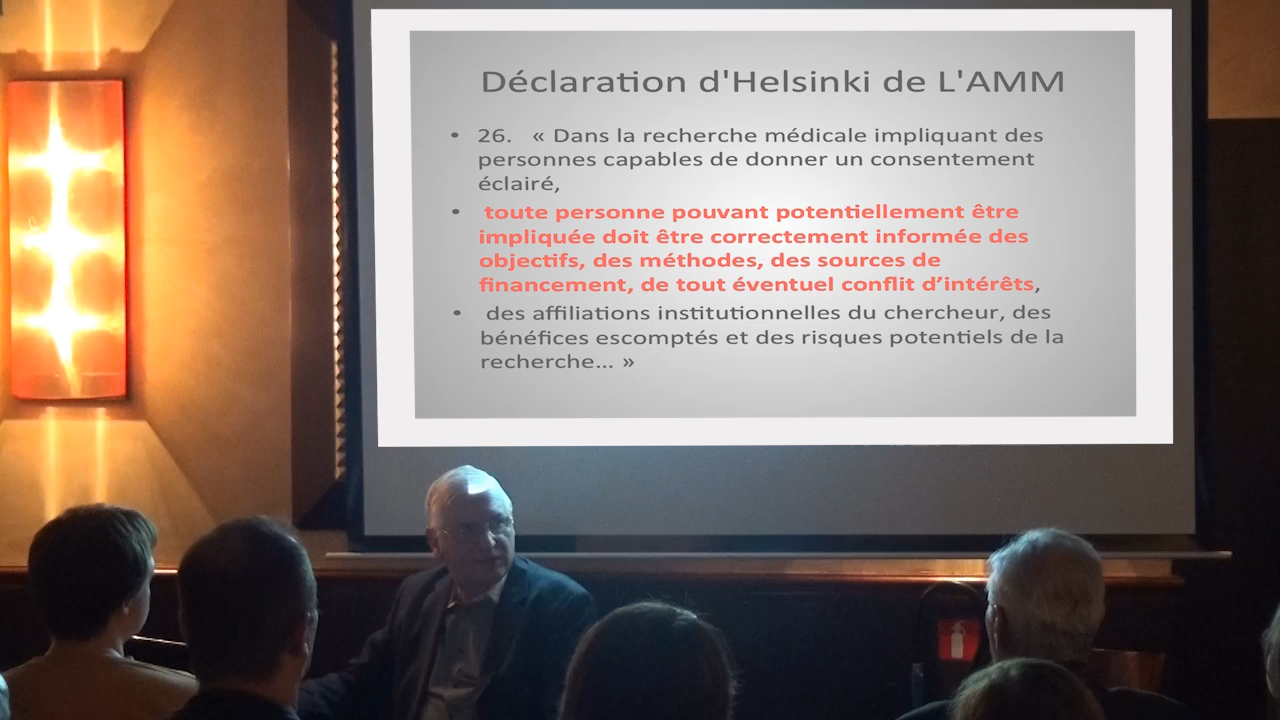 Déclaration d'Helsinki de L'AMM
• 26. « Dans la recherche médicale impliquant des
personnes capables de donner un consentement
éclairé,
• toute personne pouvant potentiellement être
impliquée doit être correctement informée des
objectifs, des méthodes, des sources de
financement, de tout éventuel conflit d’intérêts,
• des affiliations institutionnelles du chercheur, des
bénéfices escomptés et des risques potentiels de la
recherche... »